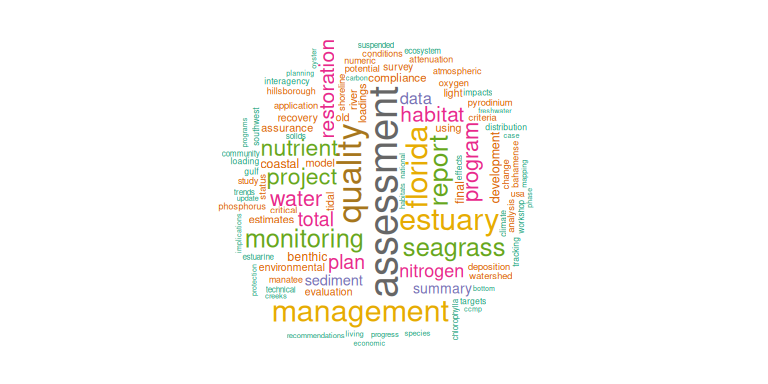 suspended
conditions
ecosystem
oyster
numeric
attenuation
planning
potential
survey
atmospheric
interagency
carbon
compliance
oxygen
hillsborough
shoreline
river
loadings
light
impacts
restoration
data
pyrodinium
application
freshwater
recovery
old
habitat
criteria
programs
southwest
assurance
using
distribution
solids
case
nutrient
quality
assessment
florida
report
program
development
community
loading
coastal
model
national
effects
final
change
bahamense
mapping
gulf
study
status
project
trends
update
water
tidal
habitats
usa
phase
phosphorus
critical
estimates
total
estuary
analysis
climate
workshop
implications
monitoring
seagrass
tracking
estuarine
benthic
protection
environmental
plan
nitrogen
deposition
watershed
manatee
sediment
technical
creeks
evaluation
summary
bottom
management
chlorophylla
targets
ccmp
recommendations
living
progress
species
economic